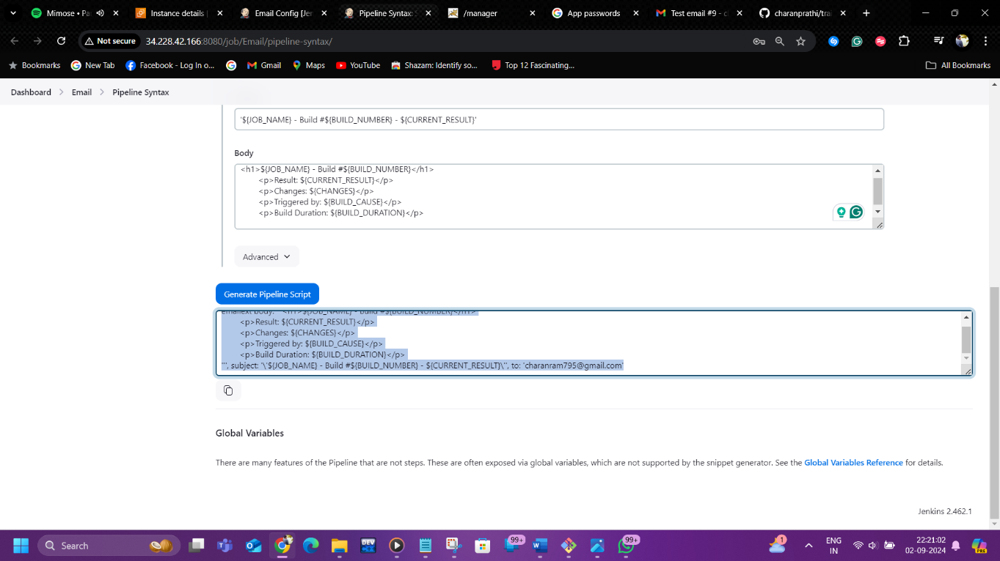 Mimose • Pa
Instance details |
Email Config [Jen
Pipeline Syntax: S
/manager
App passwords
Test email #9 - c
charanprathi/tra
Not secure
34.228.42.166:8080/job/Email/pipeline-syntax/
Bookmarks
New Tab
Facebook - Log In o...
Gmail
Maps
YouTube
Shazam: Identify so...
Top 12 Fascinating...
All Bookmarks
Dashboard
Email
Pipeline Syntax
'${JOB_NAME} - Build #${BUILD_NUMBER} - ${CURRENT_RESULT}'
Body
<h1>${JOB_NAME} - Build #${BUILD_NUMBER}</h1>
<p>Result: ${CURRENT_RESULT}</p>
<p>Changes: ${CHANGES}</p>
<p>Triggered by: ${BUILD_CAUSE}</p>
<p>Build Duration: ${BUILD_DURATION}</p>
Advanced
Generate Pipeline Script
emailext body: '''<h1>${JOB_NAME} - Build #${BUILD_NUMBER}</h1>
<p>Result: ${CURRENT_RESULT}</p>
<p>Changes: ${CHANGES}</p>
<p>Triggered by: ${BUILD_CAUSE}</p>
<p>Build Duration: ${BUILD_DURATION}</p>
''', subject: '\'${JOB_NAME} - Build #${BUILD_NUMBER} - ${CURRENT_RESULT}\'', to: 'charanram795@gmail.com'
Global Variables
There are many features of the Pipeline that are not steps. These are often exposed via global variables, which are not supported by the snippet generator. See the Global Variables Reference for details.
Jenkins 2.462.1
Search
DEV
99+
99+
1
ENG
IN
22:21:02
02-09-2024
PRE